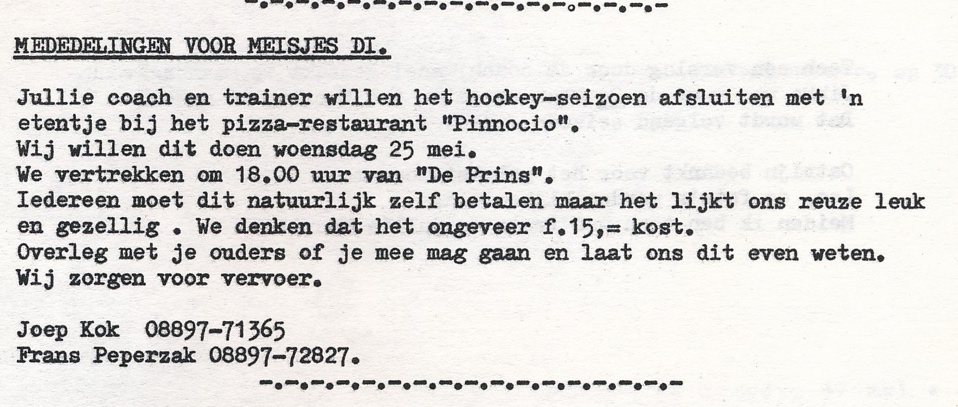 MEDEDELINGEN VOOR MEISJES DI.
Jullie coach en trainer willen het hockey-seizoen afsluiten met 'n
etentje bij het pizza-restaurant "Pinnocio".
Wij willen dit doen woensdag 25 mei.
We vertrekken om 18.00 uur van "De Prins".
Iedereen moet dit natuurlijk zelf betalen maar het lijkt ons reuze leuk
en gezellig . We denken dat het ongeveer f.15,= kost.
Overleg met je ouders of je mee mag gaan en laat ons dit even weten.
Wij zorgen voor vervoer.
Joep Kok 08897-71365
Frans Peperzak 08897-72827.